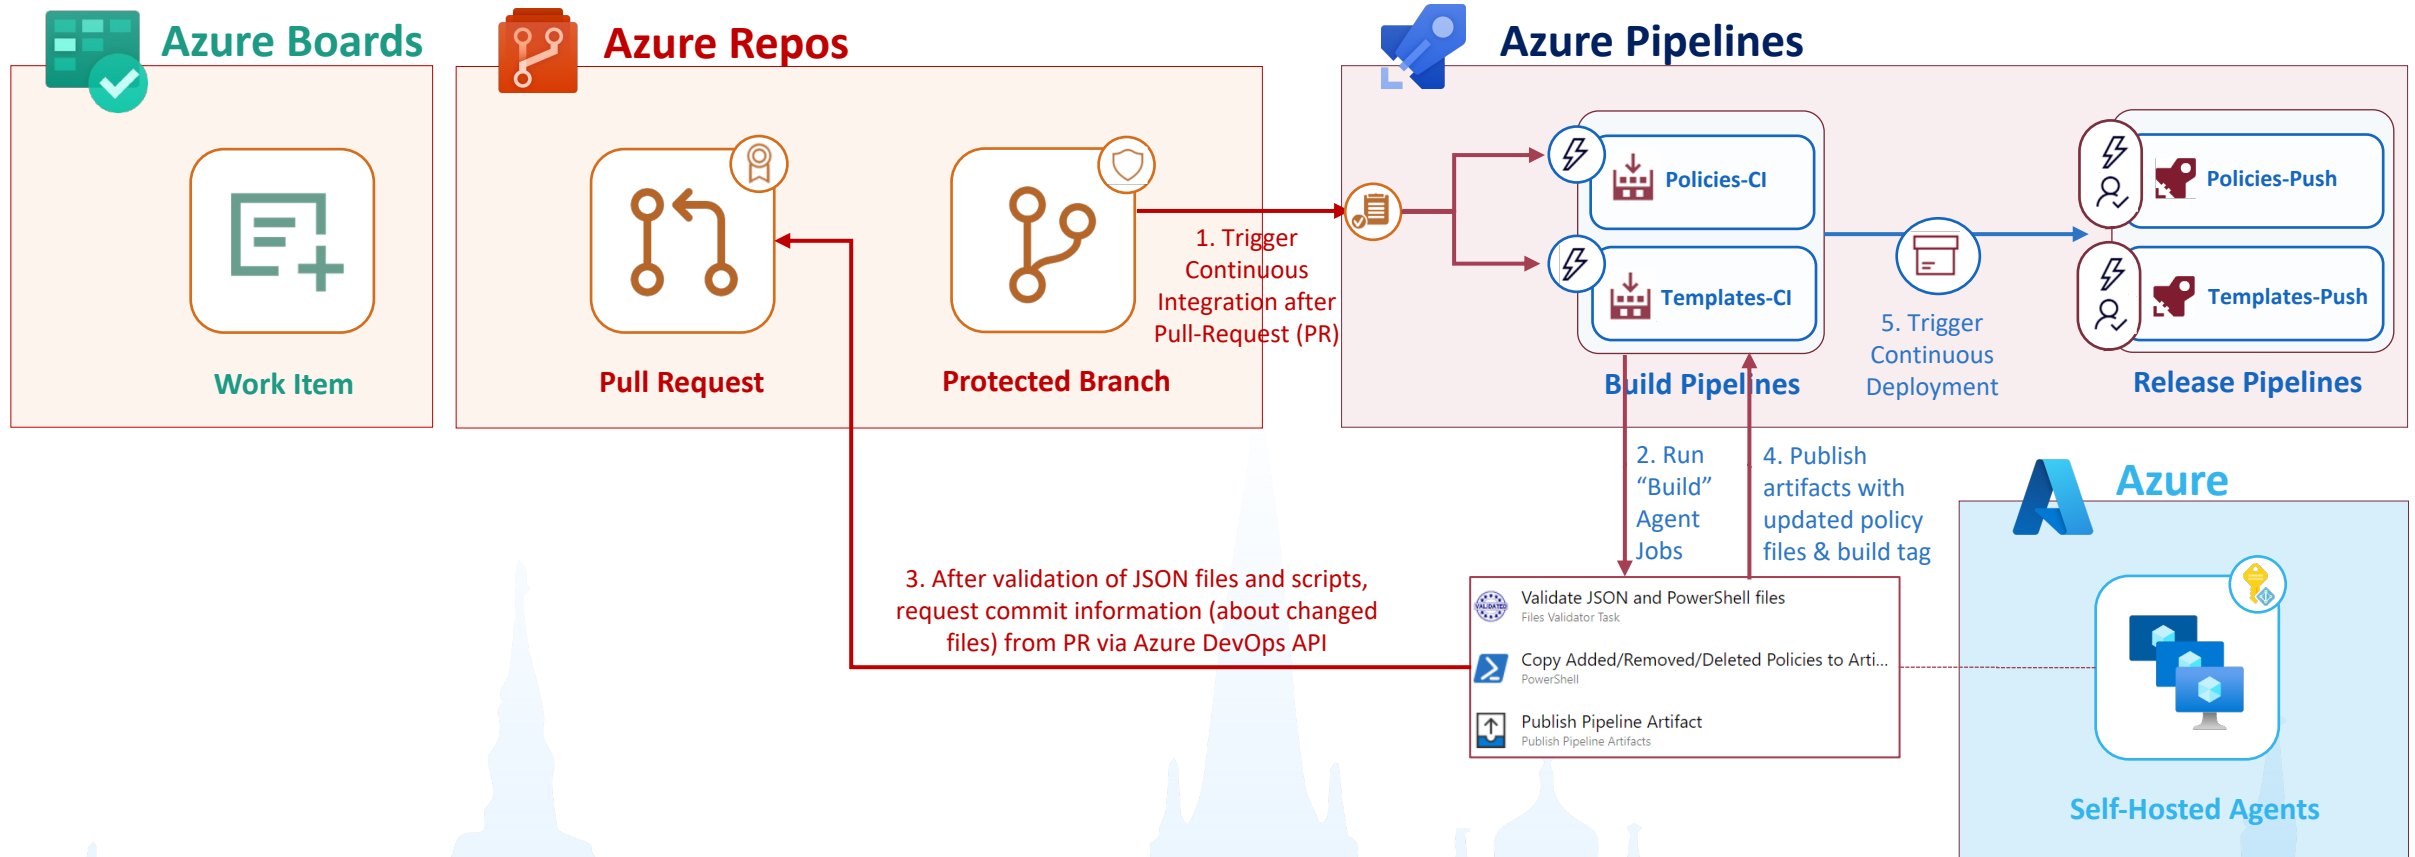 Azure Boards
Azure Repos
Azure Pipelines
Work Item
Pull Request
Protected Branch
1. Trigger
Continuous
Integration after
Pull-Request (PR)
Policies-CI
Templates-CI
Build Pipelines
5. Trigger
Continuous
Deployment
Policies-Push
Templates-Push
Release Pipelines
2. Run
“Build”
Agent
Jobs
4. Publish
artifacts with
updated policy
files & build tag
3. After validation of JSON files and scripts,
request commit information (about changed
files) from PR via Azure DevOps API
VALIDATED
Validate JSON and PowerShell files
Files Validator Task
Copy Added/Removed/Deleted Policies to Arti...
PowerShell
Publish Pipeline Artifact
Publish Pipeline Artifacts
Azure
Self-Hosted Agents